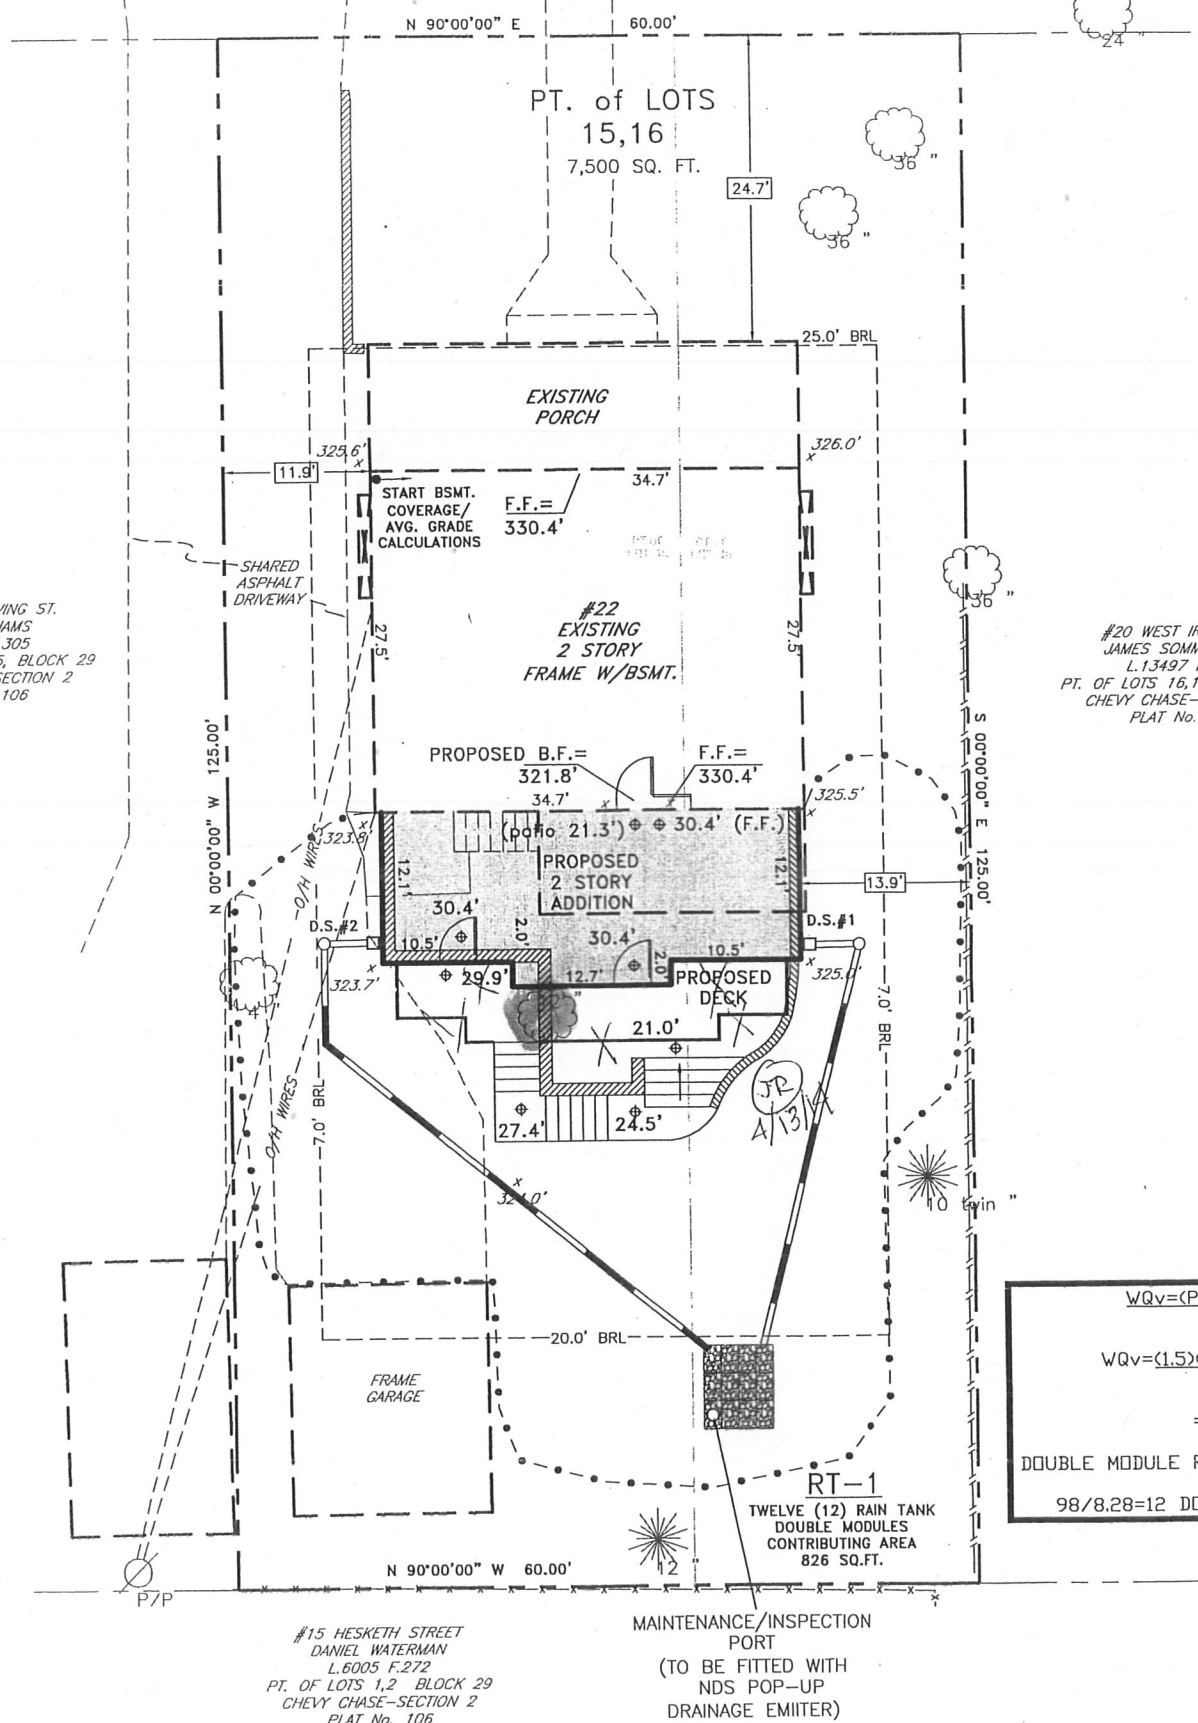 N 90°00'00" E 60.00'
24 "
PT. of LOTS
15,16
7,500 SQ. FT.
36 "
24.7'
36 "
25.0' BRL
EXISTING
PORCH
325.6'
326.0'
11.9'
34.7'
START BSMT.
COVERAGE/
AVG. GRADE
CALCULATIONS
F.F.=
330.4'
SHARED
ASPHALT
DRIVEWAY
36 "
#22
EXISTING
2 STORY
FRAME W/BSMT.
27.5'
27.5'
VING ST.
IAMS
305
, BLOCK 29
SECTION 2
106
#20 WEST IR
JAMES SOMM
L.13497
PT. OF LOTS 16,1
CHEVY CHASE-
PLAT No.
N 00°00'00" W 125.00'
S 00°00'00" E 125.00'
PROPOSED B.F.=
321.8'
F.F.=
330.4'
34.7'
325.5'
323.8'
(patio 21.3')
30.4' (F.F.)
O/H WIRES
12.1'
PROPOSED
2 STORY
ADDITION
12.1'
13.9'
30.4'
D.S.#2
2.0'
30.4'
D.S.#1
10.5'
10.5'
323.7'
29.9'
12.7'
2.0'
PROPOSED
DECK
325.0'
4 "
2 "
21.0'
7.0' BRL
7.0' BRL
O/H WIRES
JR
4/13/17
27.4'
24.5'
10 twin "
20.0' BRL
FRAME
GARAGE
WQv=(P
WQv=(1.5)
=
DOUBLE MODULE
98/8.28=12 DO
RT-1
TWELVE (12) RAIN TANK
DOUBLE MODULES
CONTRIBUTING AREA
826 SQ.FT.
12 "
N 90°00'00" W 60.00'
P/P
#15 HESKETH STREET
DANIEL WATERMAN
L.6005 F.272
PT. OF LOTS 1,2 BLOCK 29
CHEVY CHASE-SECTION 2
PLAT No. 106
MAINTENANCE/INSPECTION
PORT
(TO BE FITTED WITH
NDS POP-UP
DRAINAGE EMIITER)